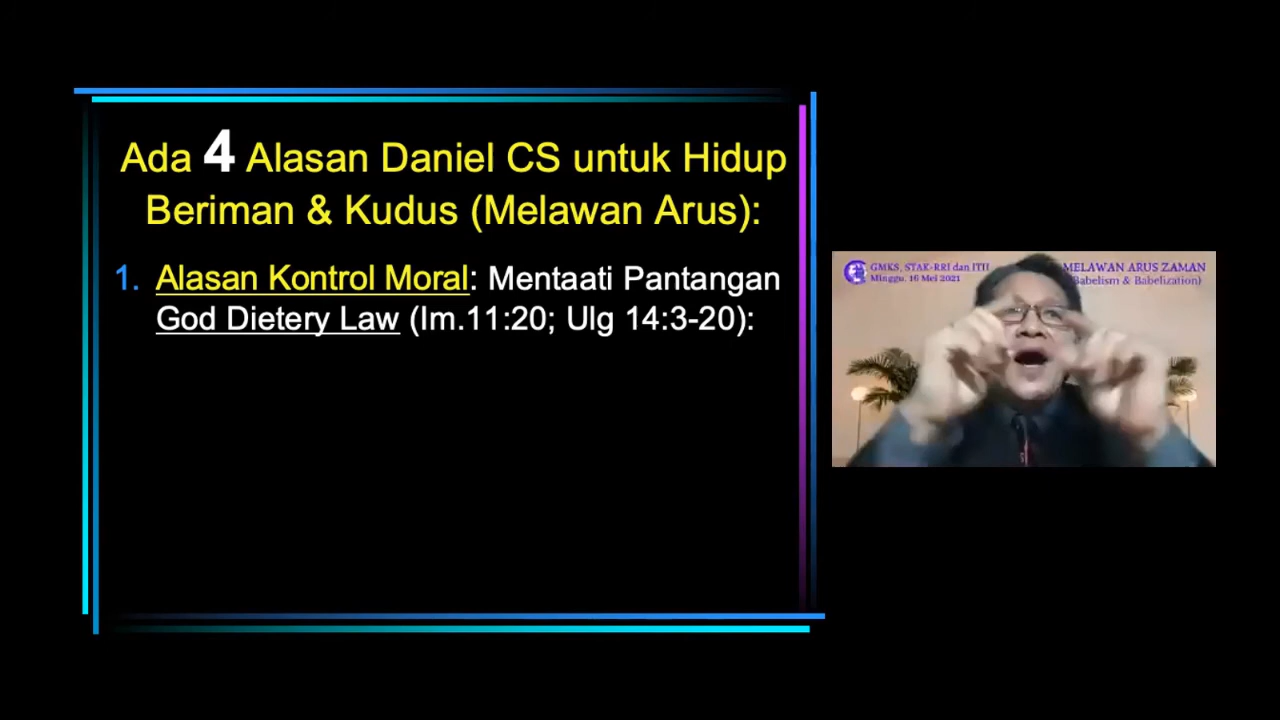 Ada 4 Alasan Daniel CS untuk Hidup
Beriman & Kudus (Melawan Arus):
1. Alasan Kontrol Moral: Mentaati Pantangan
God Dietery Law (Im.11:20; Ulg 14:3-20):
GMKS, STAK-RRI dan ITH
Minggu, 16 Mei 2021
MELAWAN ARUS ZAMAN
(Babelism & Babelization)